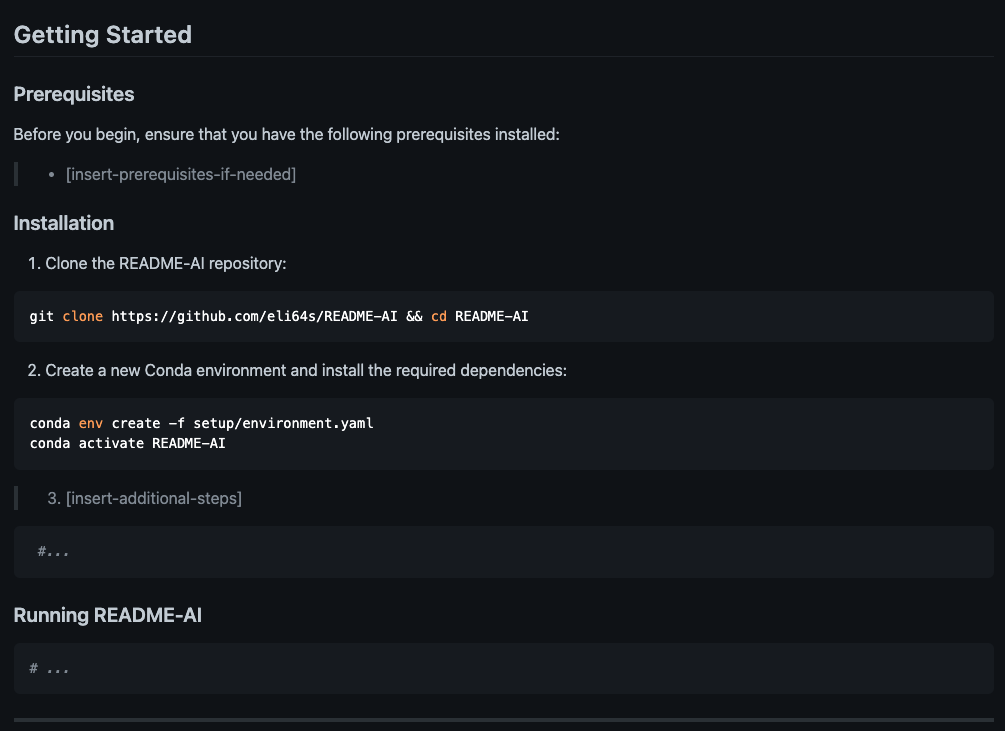 Getting Started
Prerequisites
Before you begin, ensure that you have the following prerequisites installed:
• [insert-prerequisites-if-needed]
Installation
1. Clone the README-AI repository:
git clone https://github.com/eli64s/README-AI && cd README-AI
2. Create a new Conda environment and install the required dependencies:
conda env create -f setup/environment.yaml
conda activate README-AI
3. [insert-additional-steps]
#...
Running README-AI
# ...